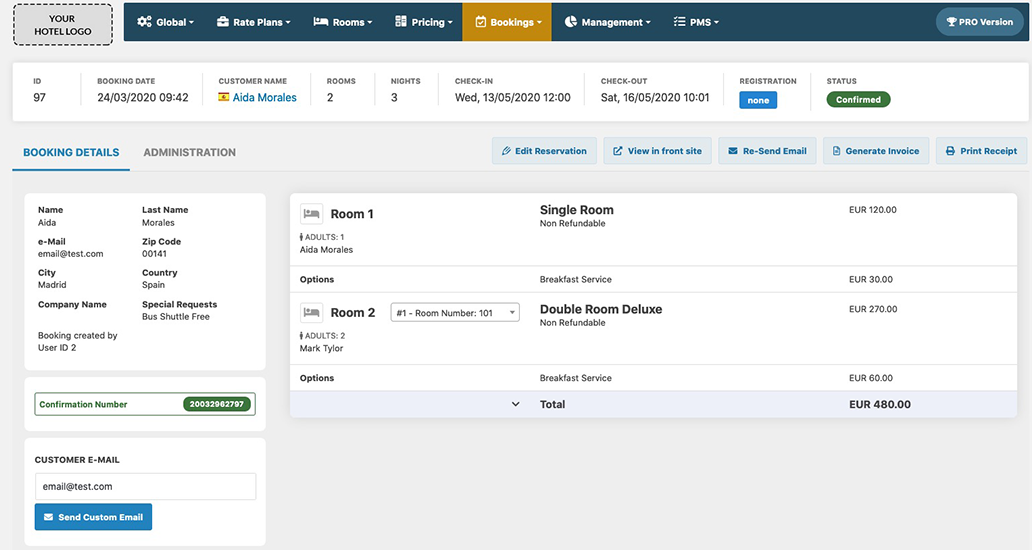 YOUR
HOTEL LOGO
Global
Rate Plans
Rooms
Pricing
Bookings
Management
PMS
PRO Version
ID
BOOKING DATE
CUSTOMER NAME
ROOMS
NIGHTS
CHECK-IN
CHECK-OUT
REGISTRATION
STATUS
97
24/03/2020 09:42
Aida Morales
2
3
Wed, 13/05/2020 12:00
Sat, 16/05/2020 10:01
none
Confirmed
BOOKING DETAILS
ADMINISTRATION
Edit Reservation
View in front site
Re-Send Email
Generate Invoice
Print Receipt
Name
Last Name
Aida
Morales
e-Mail
Zip Code
email@test.com
00141
City
Country
Madrid
Spain
Company Name
Special Requests
Bus Shuttle Free
Booking created by
User ID 2
Confirmation Number
20032962797
CUSTOMER E-MAIL
email@test.com
Send Custom Email
Room 1
Single Room
EUR 120.00
Non Refundable
ADULTS: 1
Aida Morales
Options
Breakfast Service
EUR 30.00
Room 2
#1 - Room Number: 101
Double Room Deluxe
EUR 270.00
Non Refundable
ADULTS: 2
Mark Tylor
Options
Breakfast Service
EUR 60.00
Total
EUR 480.00